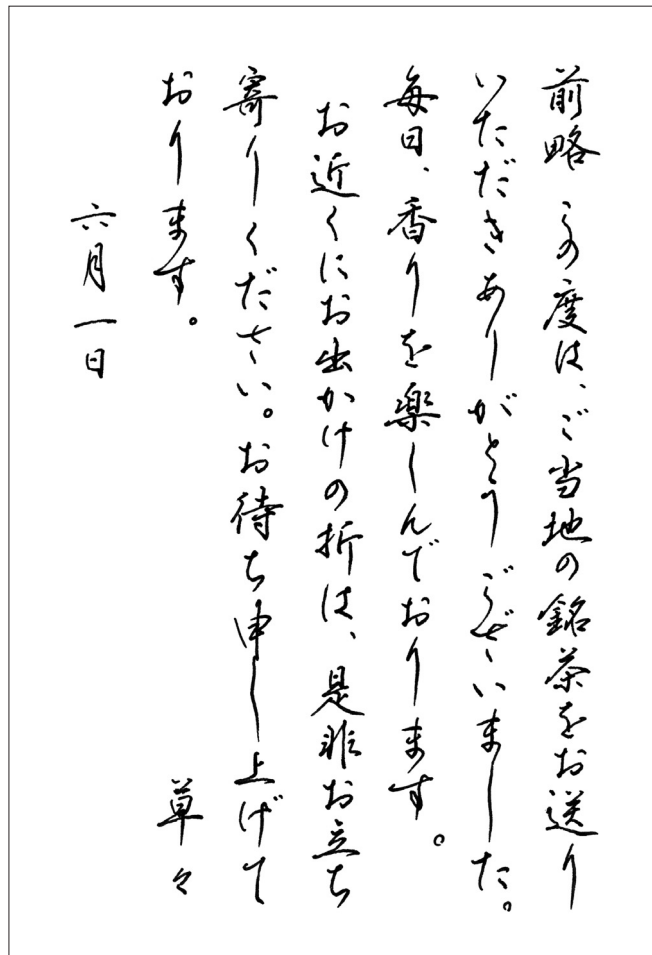 前略 この度は、ご当地の銘茶をお送り
いただきありがとうございました。
毎日、香りを楽しんでおります。
お近くにお出かけの折は、是非お立ち
寄りください。お待ち申し上げて
おります。 草々
六月一日